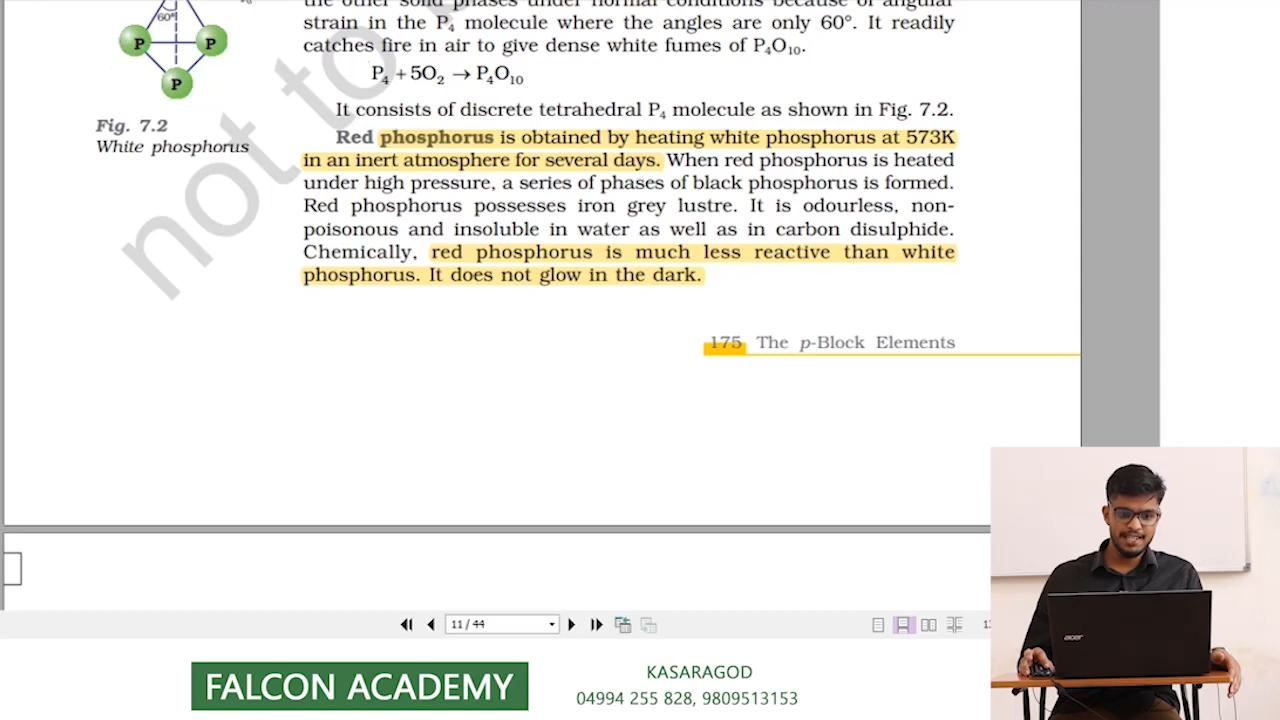 the other solid phases under normal conditions because of angular
strain in the P₄ molecule where the angles are only 60°. It readily
catches fire in air to give dense white fumes of P₄O₁₀.
P₄ + 5O₂ → P₄O₁₀
It consists of discrete tetrahedral P₄ molecule as shown in Fig. 7.2.
60°
P
P
P
Fig. 7.2
White phosphorus
Red phosphorus is obtained by heating white phosphorus at 573K
in an inert atmosphere for several days. When red phosphorus is heated
under high pressure, a series of phases of black phosphorus is formed.
Red phosphorus possesses iron grey lustre. It is odourless, non-
poisonous and insoluble in water as well as in carbon disulphide.
Chemically, red phosphorus is much less reactive than white
phosphorus. It does not glow in the dark.
not to
175 The p-Block Elements
11 / 44
acer
FALCON ACADEMY
KASARAGOD
04994 255 828, 9809513153